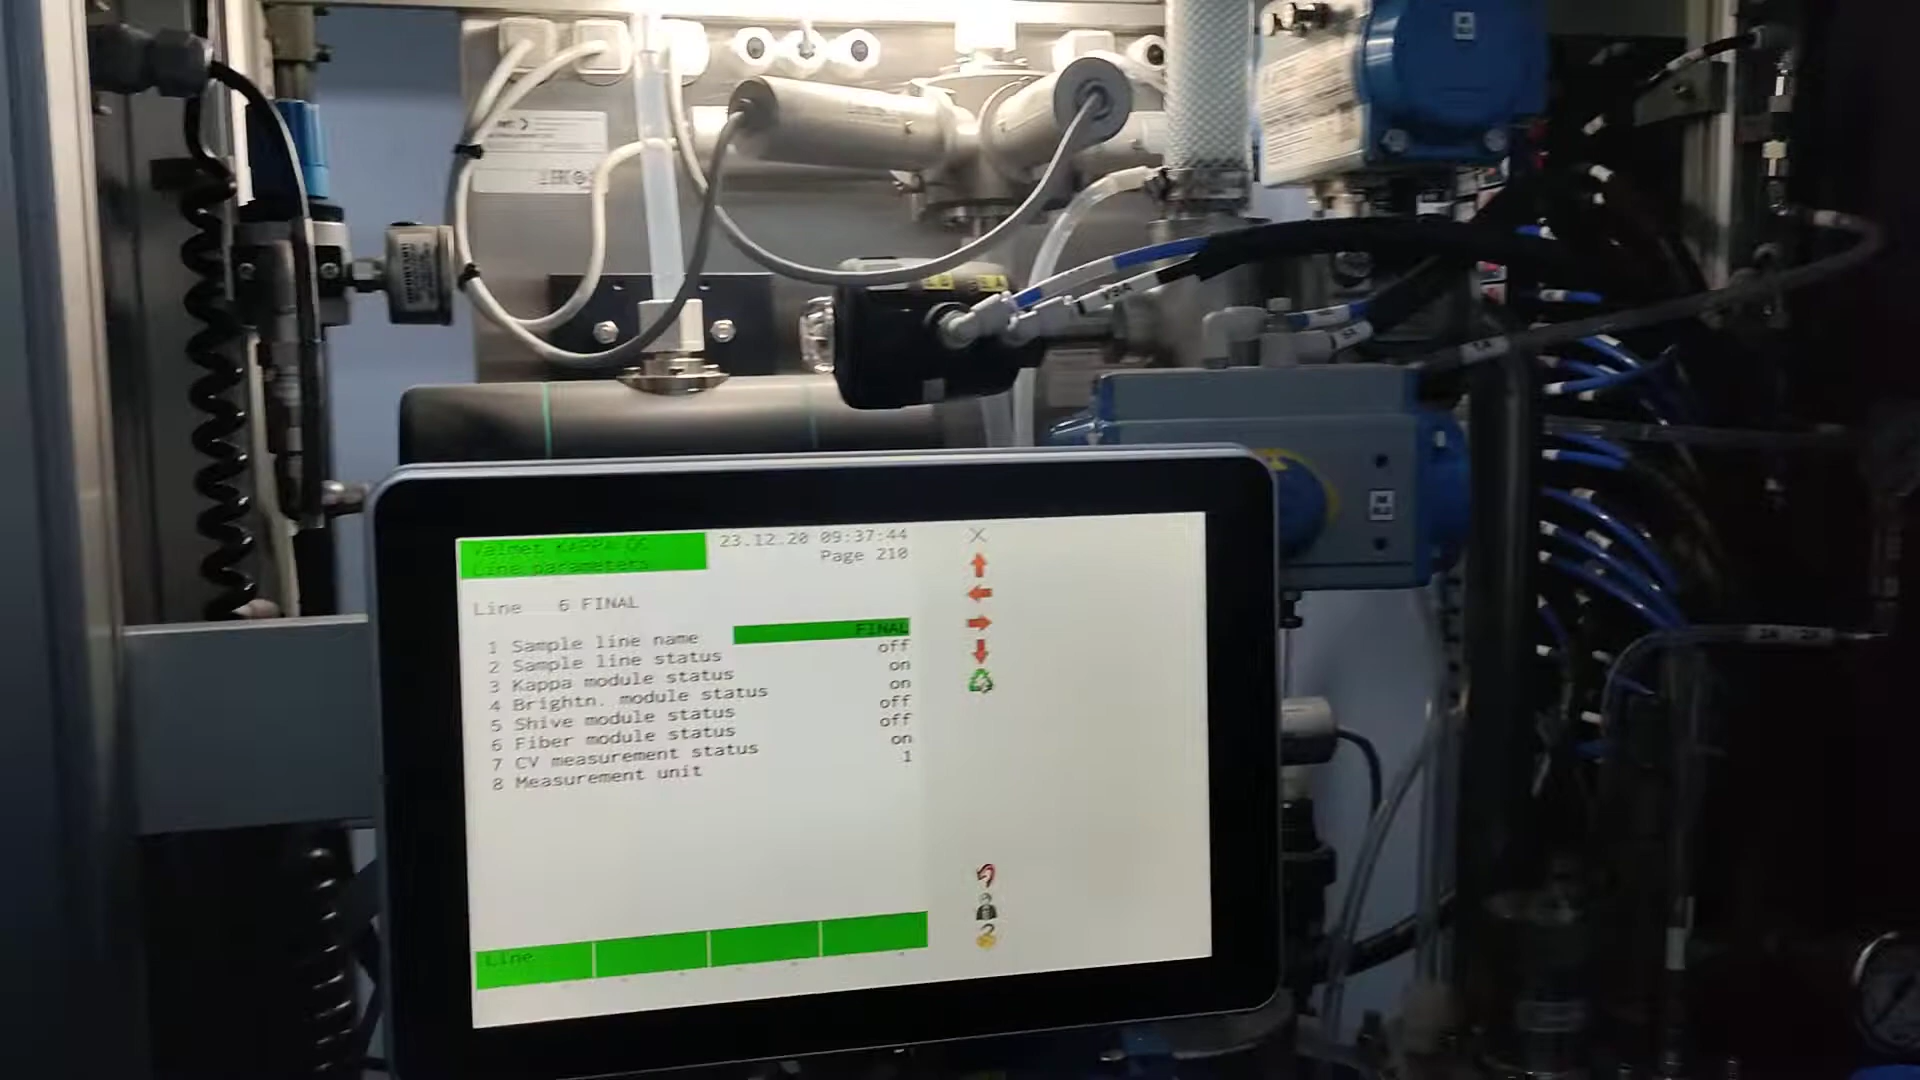 Valmet KAPPA QC
Line parameters
23.12.20 09:37:44
Page 210
Line 6 FINAL
1 Sample line name FINAL
2 Sample line status off
3 Kappa module status on
4 Brightn. module status on
5 Shive module status off
6 Fiber module status off
7 CV measurement status on
8 Measurement unit 1
Line
V3A